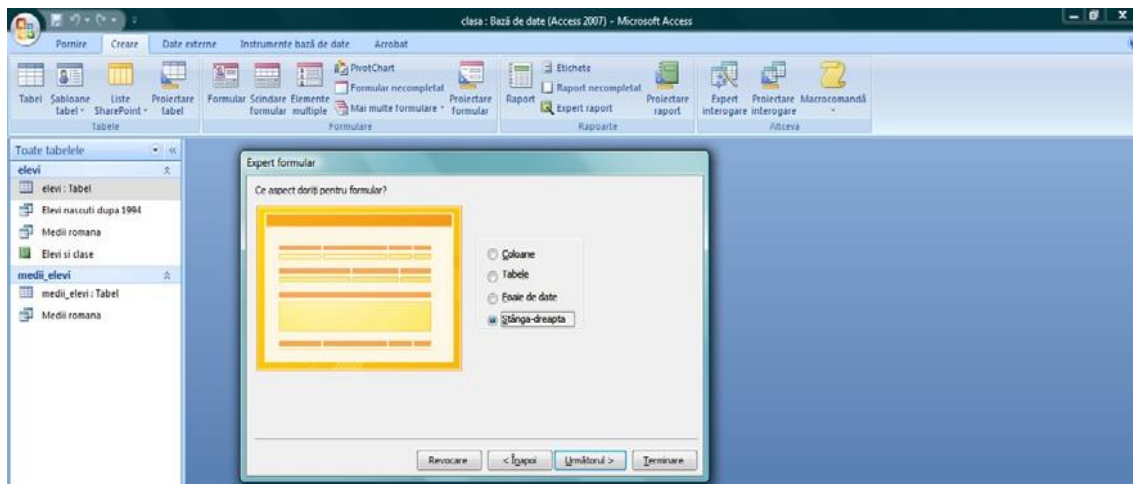 clasa : Bază de date (Access 2007) - Microsoft Access
Pornire Creare Date externe Instrumente bază de date Acrobat
Tabel Șabloane tabel Liste SharePoint Proiectare tabel
Tabele
Formular Scindare formular Elemente multiple PivotChart Formular necompletat Mai multe formulare Proiectare formular
Formulare
Raport Etichete Raport necompletat Expert raport Proiectare raport
Rapoarte
Expert interogare Proiectare interogare Macrocomandă
Altceva
Toate tabelele
elevi
elevi : Tabel
Elevi nascuti dupa 1994
Medii romana
Elevi si clase
medii_elevi
medii_elevi : Tabel
Medii romana
Expert formular
Ce aspect doriți pentru formular?
Coloane
Tabele
Foaie de date
Stânga-dreapta
Revocare < Înapoi Următorul > Terminare